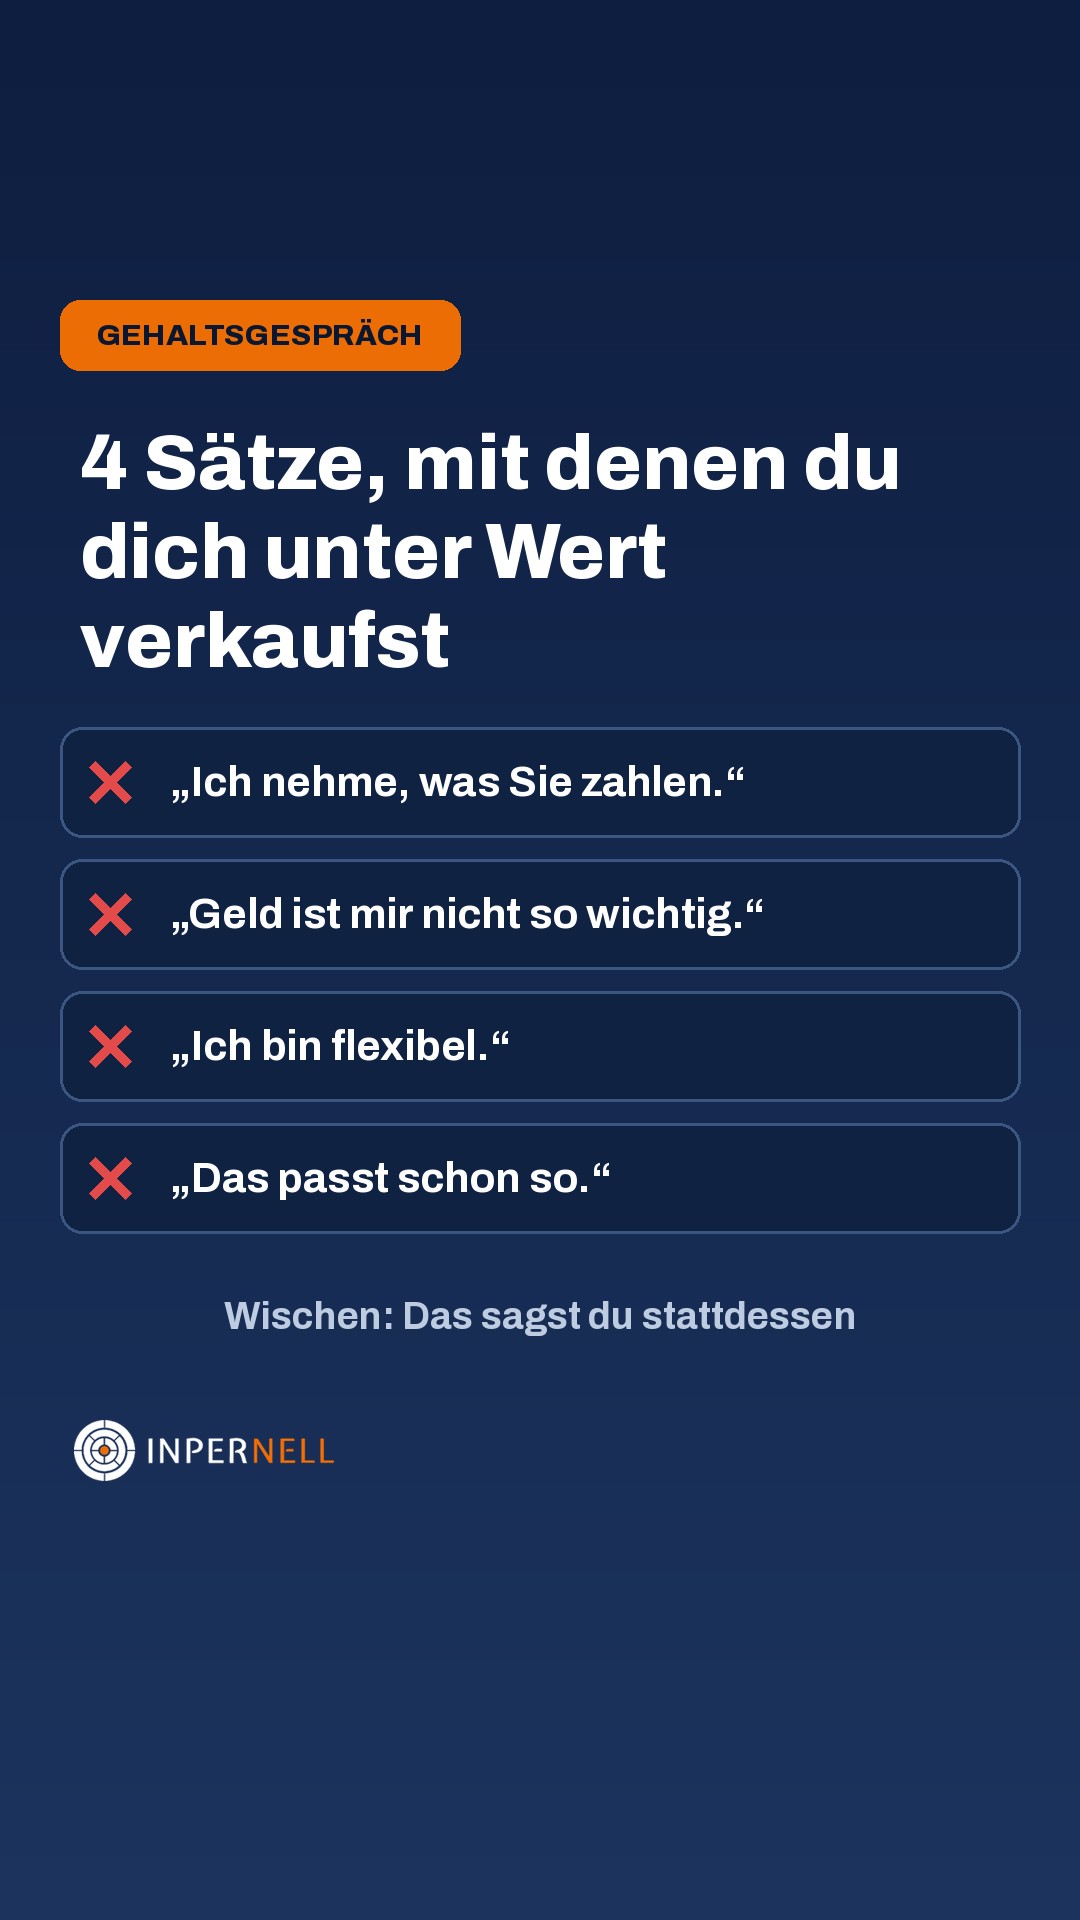 GEHALTSGESPRÄCH
4 Sätze, mit denen du
dich unter Wert
verkaufst
„Ich nehme, was Sie zahlen.“
„Geld ist mir nicht so wichtig.“
„Ich bin flexibel.“
„Das passt schon so.“
Wischen: Das sagst du stattdessen
INPERNELL